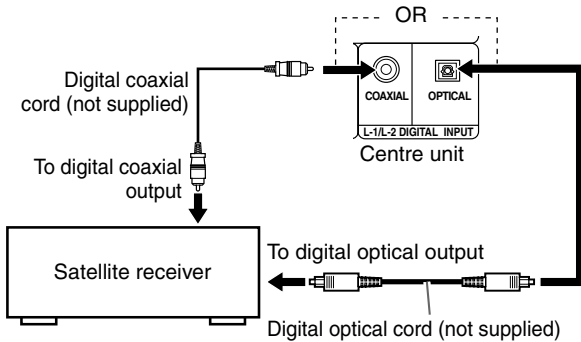 OR
Digital coaxial
cord (not supplied)
COAXIAL
OPTICAL
L-1/L-2 DIGITAL INPUT
Centre unit
To digital coaxial
output
Satellite receiver
To digital optical output
Digital optical cord (not supplied)